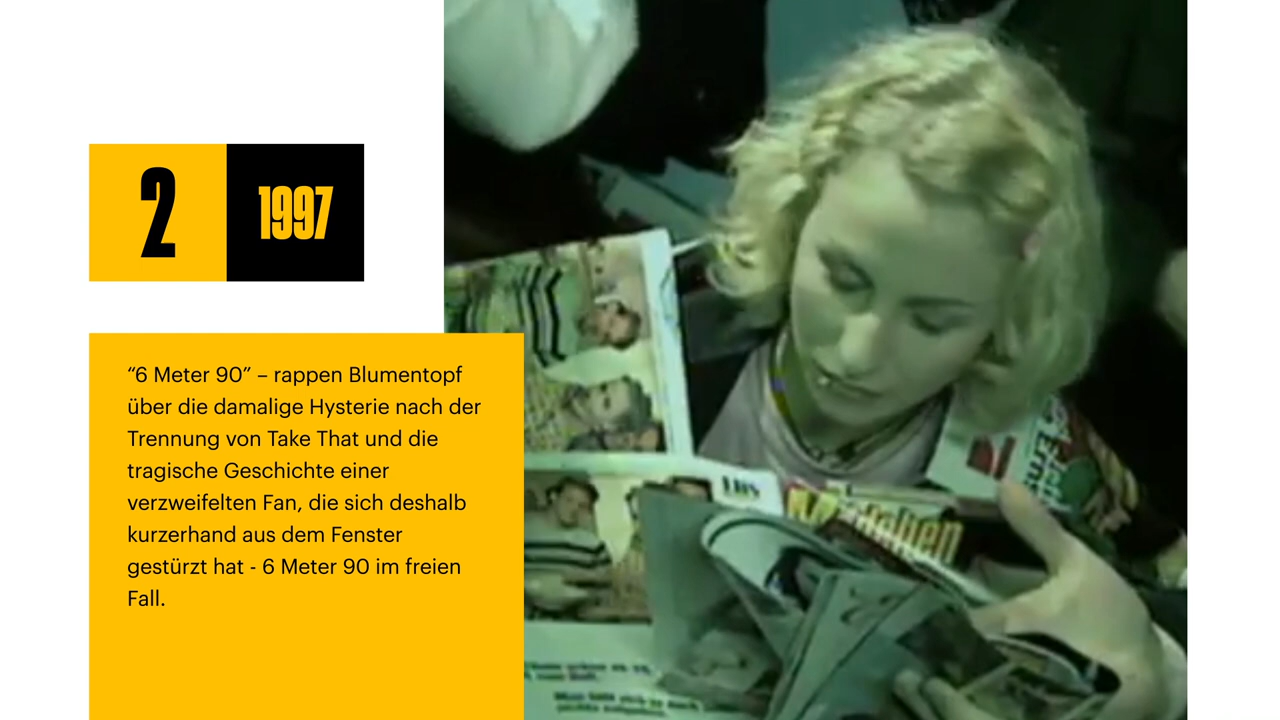 2
1997
“6 Meter 90” – rappen Blumentopf
über die damalige Hysterie nach der
Trennung von Take That und die
tragische Geschichte einer
verzweifelten Fan, die sich deshalb
kurzerhand aus dem Fenster
gestürzt hat - 6 Meter 90 im freien
Fall.